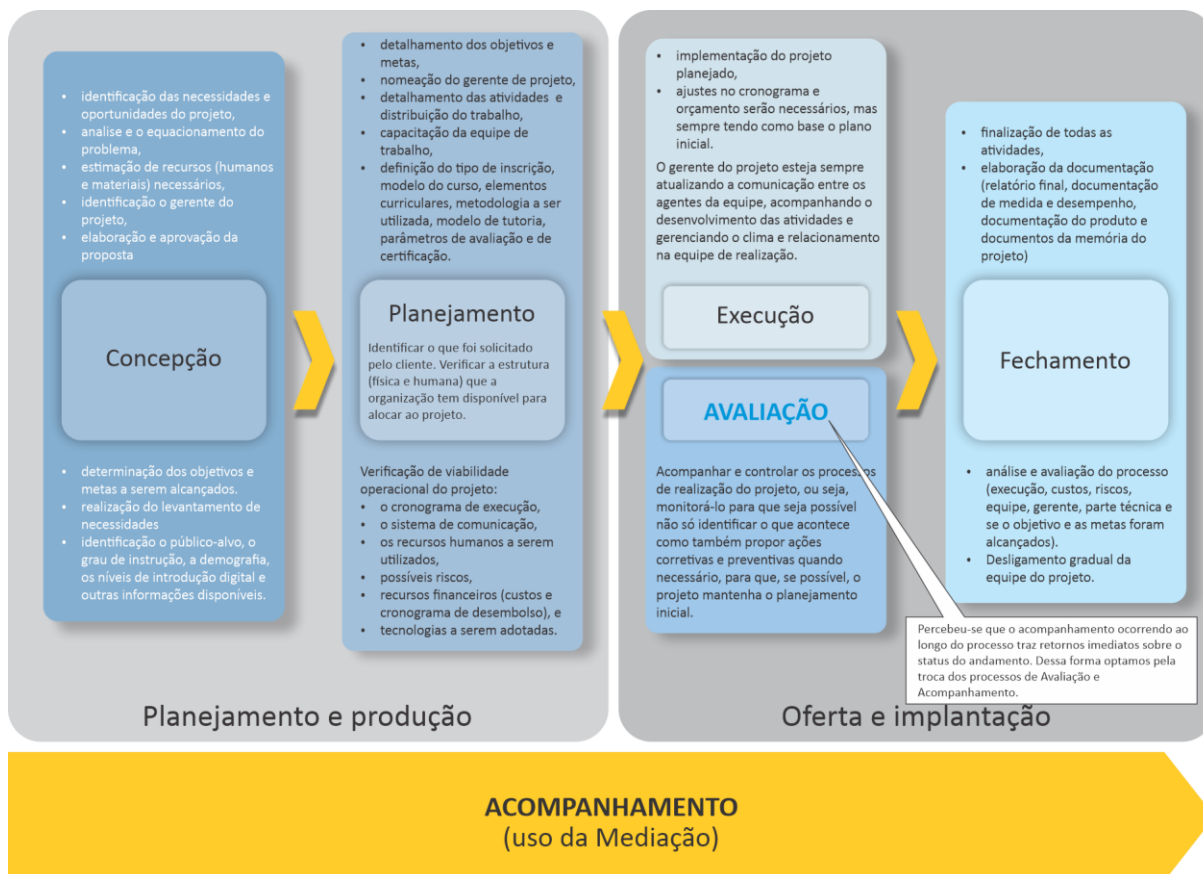 • identificação das necessidades e
oportunidades do projeto,
• analise e o equacionamento do
problema,
• estimação de recursos (humanos
e materiais) necessários,
• identificação o gerente do
projeto,
• elaboração e aprovação da
proposta
Concepção
• determinação dos objetivos e
metas a serem alcançados.
• realização do levantamento de
necessidades
• identificação o público-alvo, o
grau de instrução, a demografia,
os níveis de introdução digital e
outras informações disponíveis.
• detalhamento dos objetivos e
metas,
• nomeação do gerente de projeto,
• detalhamento das atividades e
distribuição do trabalho,
• capacitação da equipe de
trabalho,
• definição do tipo de inscrição,
modelo do curso, elementos
curriculares, metodologia a ser
utilizada, modelo de tutoria,
parâmetros de avaliação e de
certificação.
Planejamento
Identificar o que foi solicitado
pelo cliente. Verificar a estrutura
(física e humana) que a
organização tem disponível para
alocar ao projeto.
Verificação de viabilidade
operacional do projeto:
• o cronograma de execução,
• o sistema de comunicação,
• os recursos humanos a serem
utilizados,
• possíveis riscos,
• recursos financeiros (custos e
cronograma de desembolso), e
• tecnologias a serem adotadas.
Planejamento e produção
• implementação do projeto
planejado,
• ajustes no cronograma e
orçamento serão necessários, mas
sempre tendo como base o plano
inicial.
O gerente do projeto esteja sempre
atualizando a comunicação entre os
agentes da equipe, acompanhando o
desenvolvimento das atividades e
gerenciando o clima e relacionamento
na equipe de realização.
Execução
AVALIAÇÃO
Acompanhar e controlar os processos
de realização do projeto, ou seja,
monitorá-lo para que seja possível
não só identificar o que acontece
como também propor ações
corretivas e preventivas quando
necessário, para que, se possível, o
projeto mantenha o planejamento
inicial.
• finalização de todas as
atividades,
• elaboração da documentação
(relatório final, documentação
de medida e desempenho,
documentação do produto e
documentos da memória do
projeto)
Fechamento
• análise e avaliação do processo
(execução, custos, riscos,
equipe, gerente, parte técnica e
se o objetivo e as metas foram
alcançados).
• Desligamento gradual da
equipe do projeto.
Percebeu-se que o acompanhamento ocorrendo ao
longo do processo traz retornos imediatos sobre o
status do andamento. Dessa forma optamos pela
troca dos processos de Avaliação e
Acompanhamento.
Oferta e implantação
ACOMPANHAMENTO
(uso da Mediação)